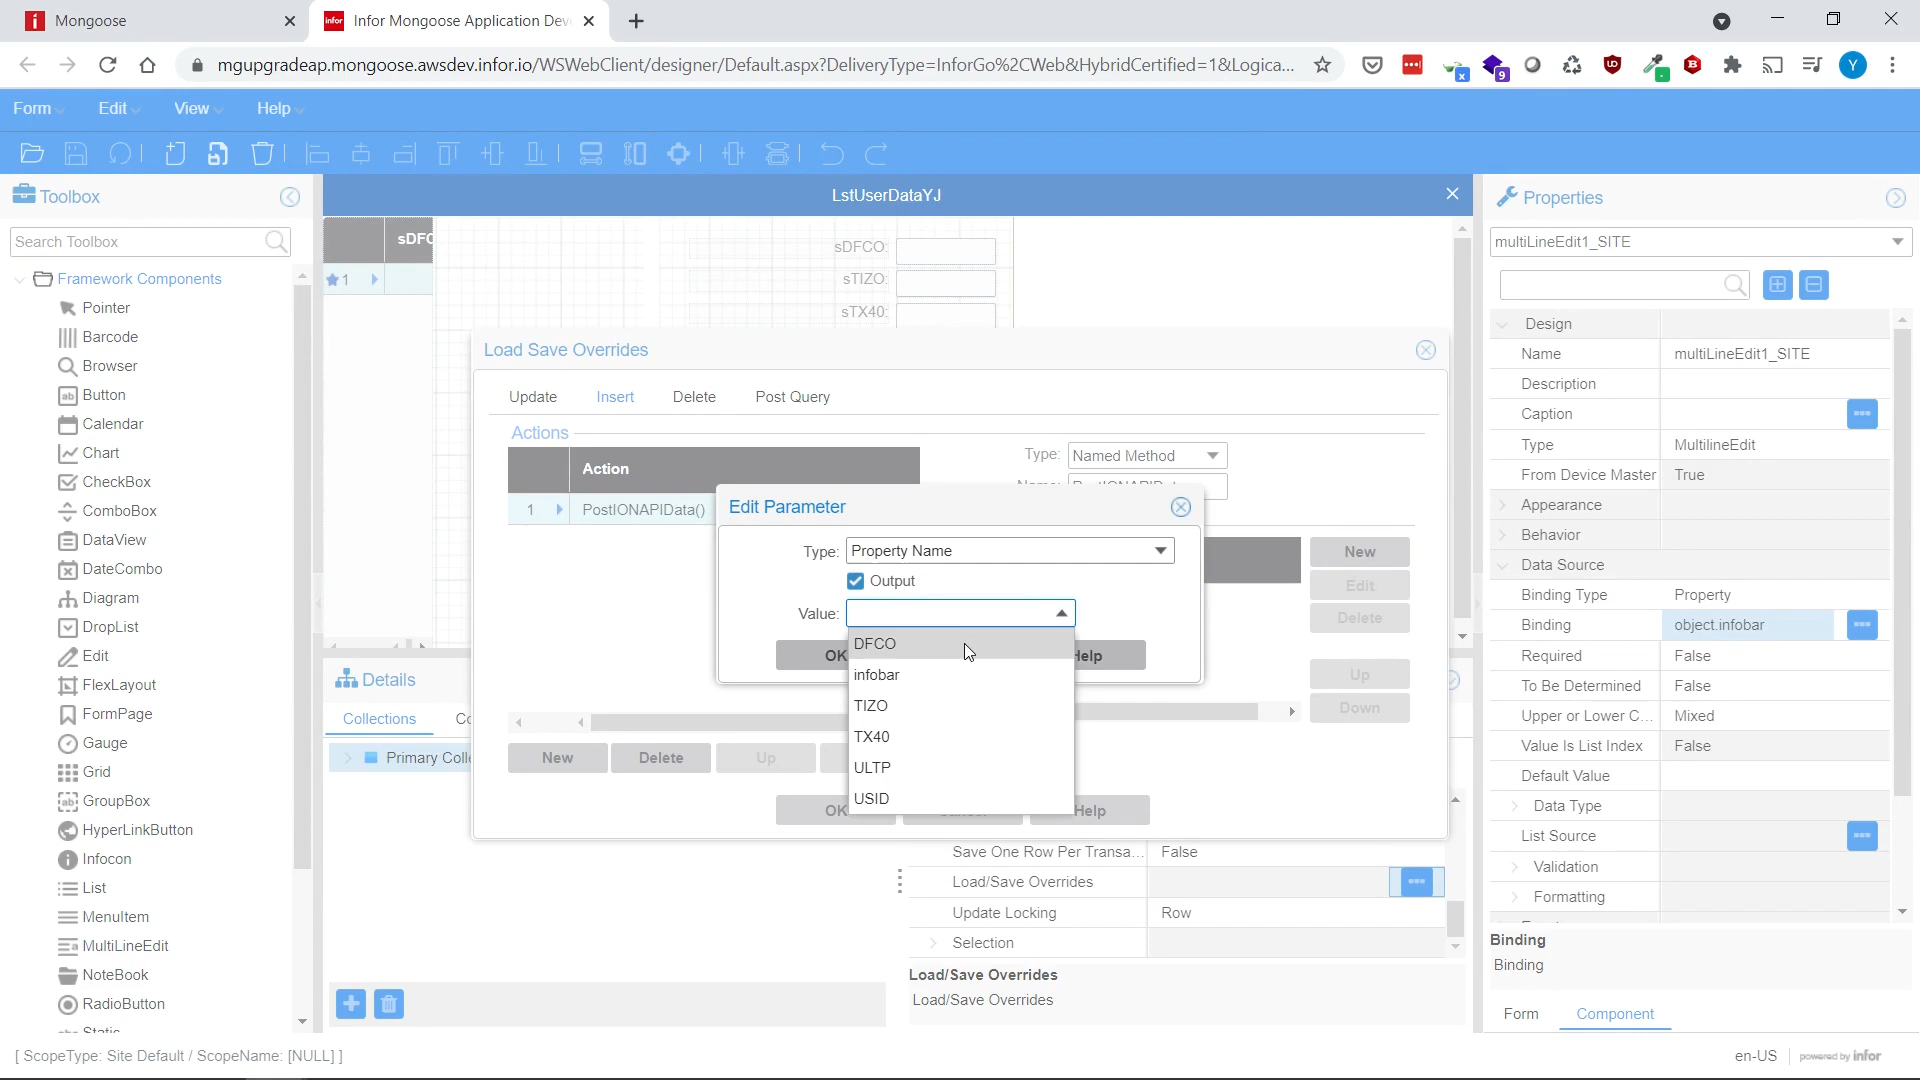 Mongoose
Infor Mongoose Application Dev
mgupgradeap.mongoose.awsdev.infor.io/WSWebClient/designer/Default.aspx?DeliveryType=InforGo%2CWeb&HybridCertified=1&Logica...
x
9
Y
Form
Edit
View
Help
Toolbox
LstUserDataYJ
Properties
Search Toolbox
multiLineEdit1_SITE
sDFCO
sDFCO:
1
sTIZO:
sTX40:
Framework Components
Pointer
Barcode
Browser
Button
Calendar
Chart
CheckBox
ComboBox
DataView
DateCombo
Diagram
DropList
Edit
FlexLayout
FormPage
Gauge
Grid
GroupBox
HyperLinkButton
Infocon
List
MenuItem
MultiLineEdit
NoteBook
RadioButton
Static
Load Save Overrides
Update
Insert
Delete
Post Query
Actions
Action
Type:
Named Method
1
PostIONAPIData()
Edit Parameter
Type:
Property Name
Output
Value:
DFCO
infobar
TIZO
TX40
ULTP
USID
OK
Help
New
Edit
Delete
Up
Down
New
Delete
Up
OK
Help
Details
Collections
Primary Coll
Save One Row Per Transa...
False
Load/Save Overrides
Update Locking
Row
Selection
Load/Save Overrides
Load/Save Overrides
Design
Name
multiLineEdit1_SITE
Description
Caption
Type
MultilineEdit
From Device Master
True
Appearance
Behavior
Data Source
Binding Type
Property
Binding
object.infobar
Required
False
To Be Determined
False
Upper or Lower C...
Mixed
Value Is List Index
False
Default Value
Data Type
List Source
Validation
Formatting
Binding
Binding
Form
Component
[ ScopeType: Site Default / ScopeName: [NULL] ]
en-US
powered by infor